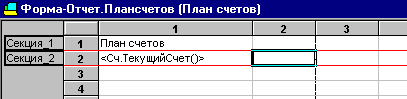 Форма-Отчет.Плансчетов (План счетов)
1 2 3
Секция_1 1 План счетов
Секция_2 2 <Сч.ТекущийСчет()>
3
4